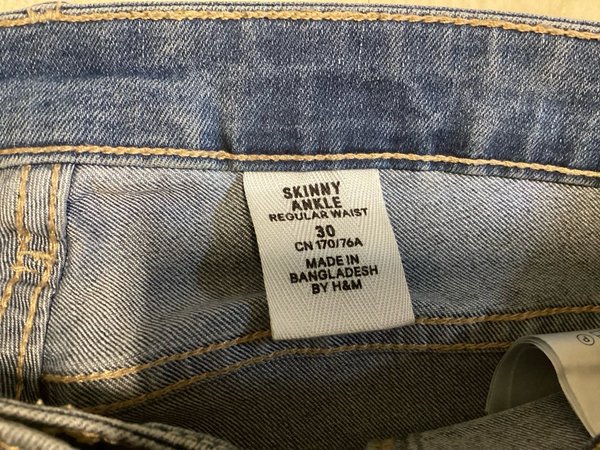 SKINNY
ANKLE
REGULAR WAIST
30
CN 170/76A
MADE IN
BANGLADESH
BY H&M